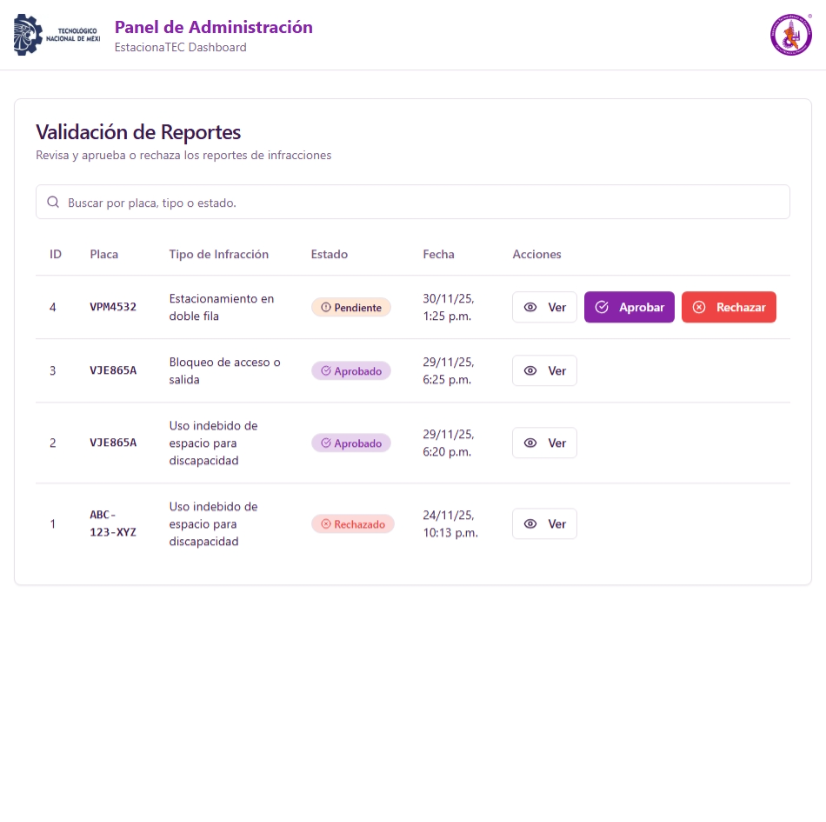 TECNOLÓGICO
NACIONAL DE MÉXI
Panel de Administración
EstacionaTEC Dashboard
Validación de Reportes
Revisa y aprueba o rechaza los reportes de infracciones
Buscar por placa, tipo o estado.
ID Placa Tipo de Infracción Estado Fecha Acciones
4 VPM4532 Estacionamiento en doble fila Pendiente 30/11/25, 1:25 p.m. Ver Aprobar Rechazar
3 VJE865A Bloqueo de acceso o salida Aprobado 29/11/25, 6:25 p.m. Ver
2 VJE865A Uso indebido de espacio para discapacidad Aprobado 29/11/25, 6:20 p.m. Ver
1 ABC-123-XYZ Uso indebido de espacio para discapacidad Rechazado 24/11/25, 10:13 p.m. Ver